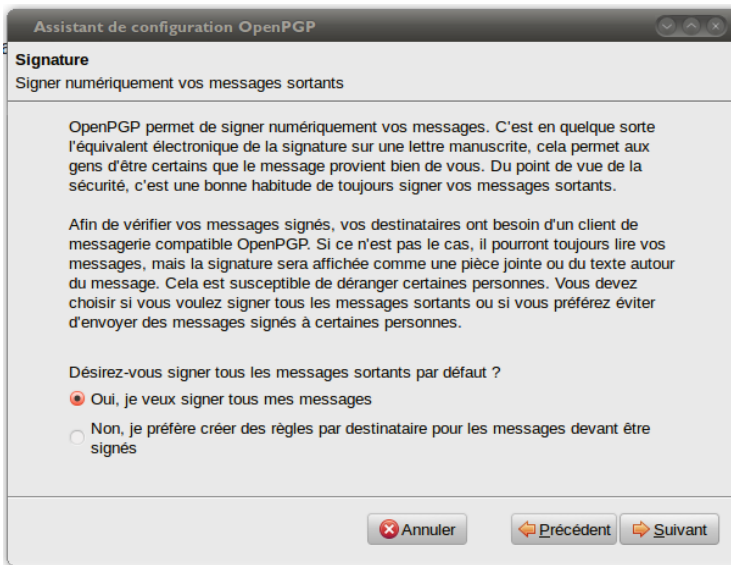 Assistant de configuration OpenPGP
Signature
Signer numériquement vos messages sortants
OpenPGP permet de signer numériquement vos messages. C'est en quelque sorte
l'équivalent électronique de la signature sur une lettre manuscrite, cela permet aux
gens d'être certains que le message provient bien de vous. Du point de vue de la
sécurité, c'est une bonne habitude de toujours signer vos messages sortants.
Afin de vérifier vos messages signés, vos destinataires ont besoin d'un client de
messagerie compatible OpenPGP. Si ce n'est pas le cas, il pourront toujours lire vos
messages, mais la signature sera affichée comme une pièce jointe ou du texte autour
du message. Cela est susceptible de déranger certaines personnes. Vous devez
choisir si vous voulez signer tous les messages sortants ou si vous préférez éviter
d'envoyer des messages signés à certaines personnes.
Désirez-vous signer tous les messages sortants par défaut ?
Oui, je veux signer tous mes messages
Non, je préfère créer des règles par destinataire pour les messages devant être
signés
Annuler Précédent Suivant